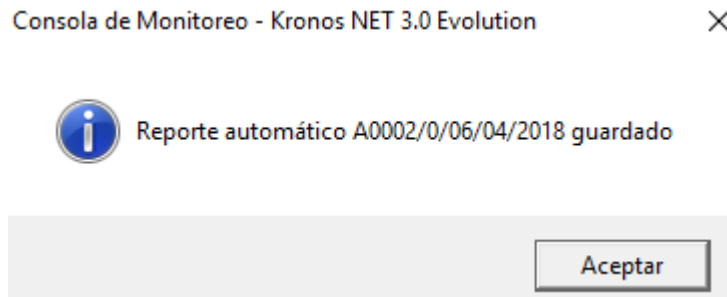 Consola de Monitoreo - Kronos NET 3.0 Evolution
Reporte automático A0002/0/06/04/2018 guardado
Aceptar